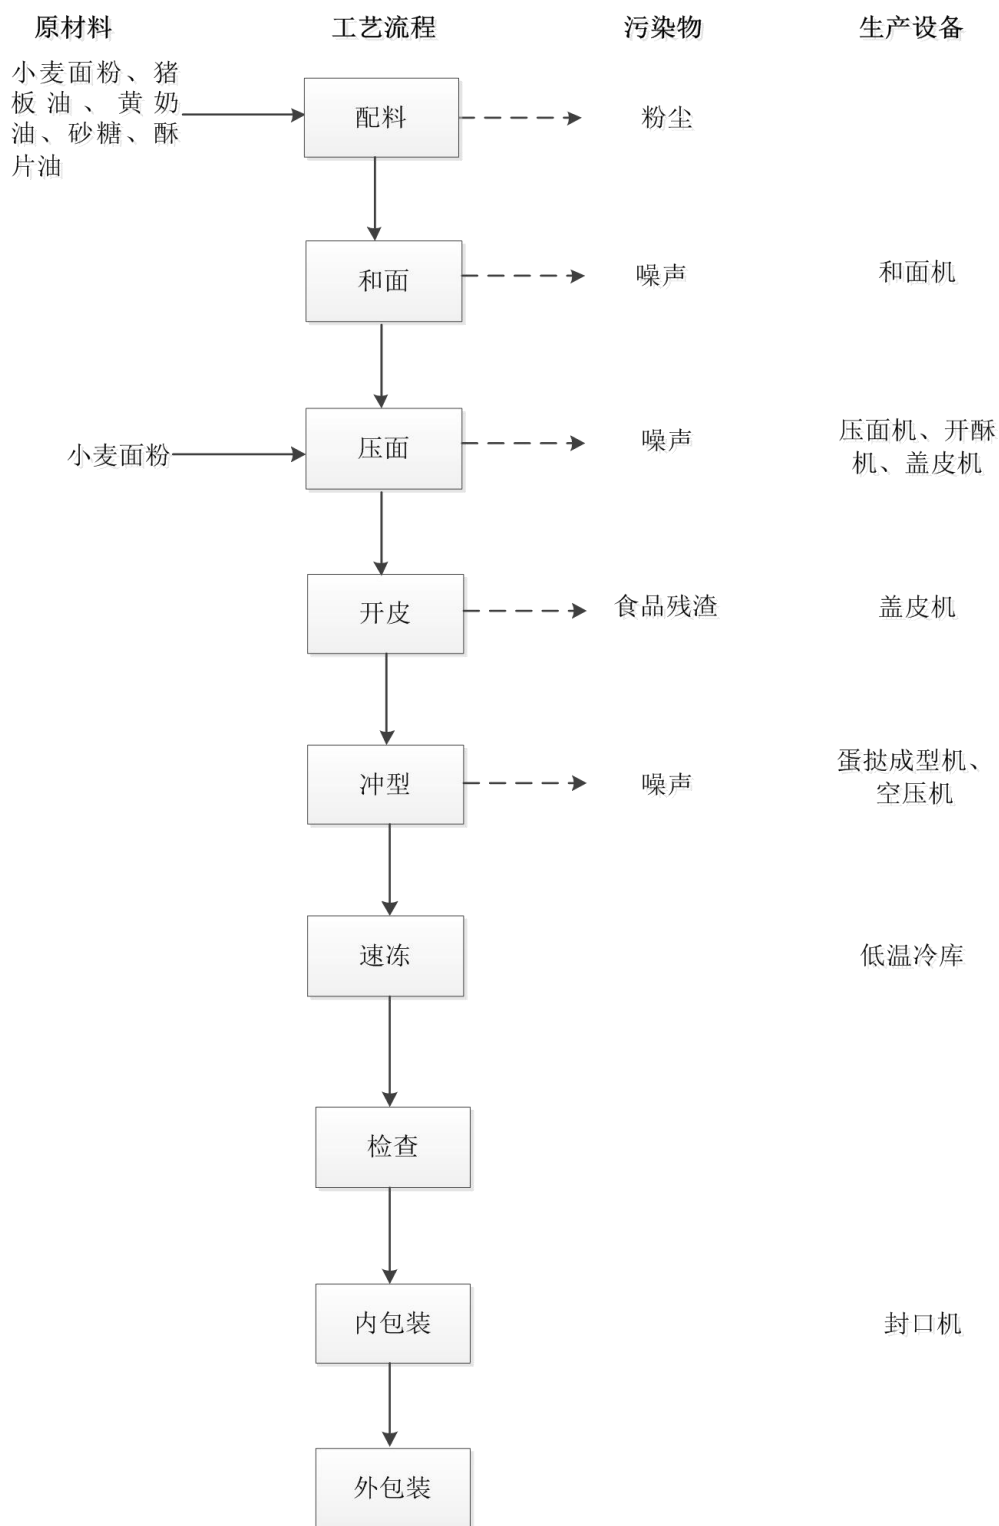 原材料 工艺流程 污染物 生产设备
小麦面粉、猪
板油、黄奶
油、砂糖、酥
片油
配料 粉尘
和面 噪声 和面机
小麦面粉 压面 噪声 压面机、开酥
机、盖皮机
开皮 食品残渣 盖皮机
冲型 噪声 蛋挞成型机、
空压机
速冻 低温冷库
检查
内包装 封口机
外包装